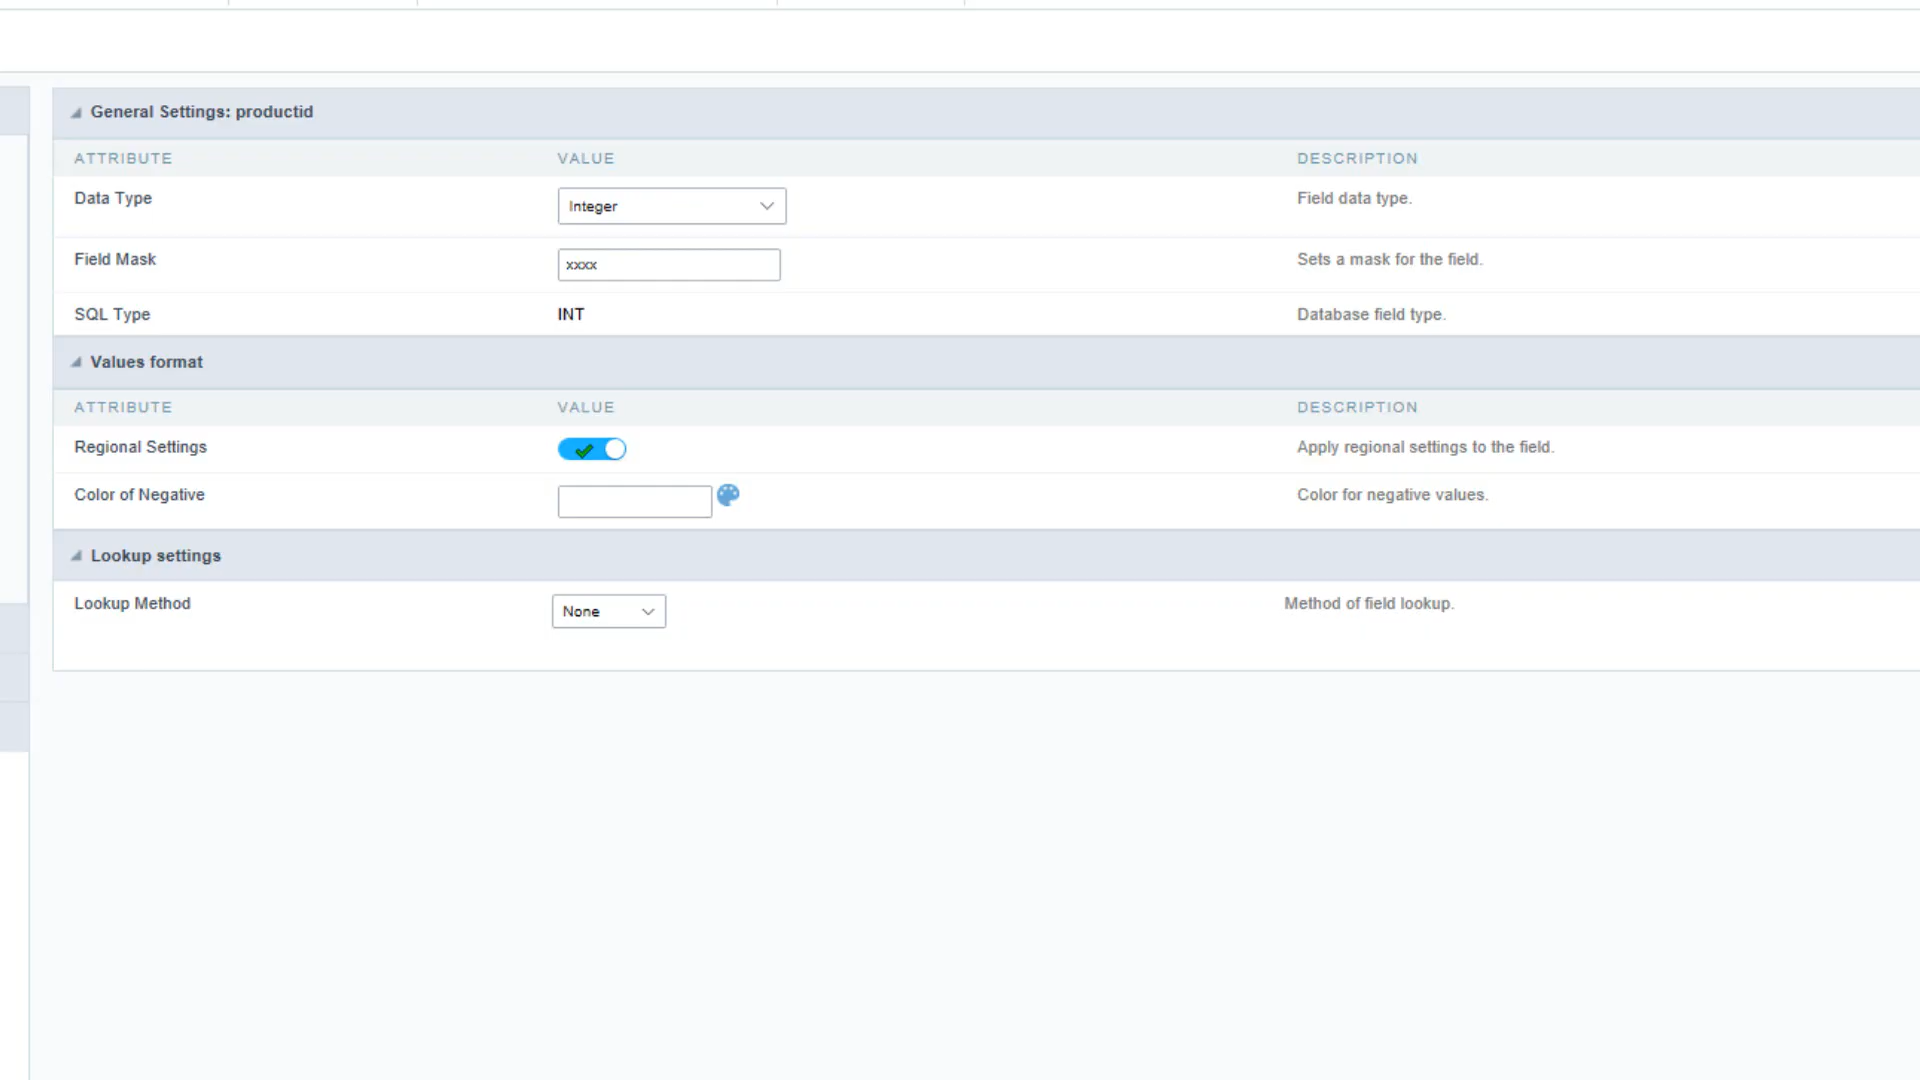 General Settings: productid
ATTRIBUTE VALUE DESCRIPTION
Data Type Integer Field data type.
Field Mask xxxx Sets a mask for the field.
SQL Type INT Database field type.
Values format
ATTRIBUTE VALUE DESCRIPTION
Regional Settings Apply regional settings to the field.
Color of Negative Color for negative values.
Lookup settings
Lookup Method None Method of field lookup.